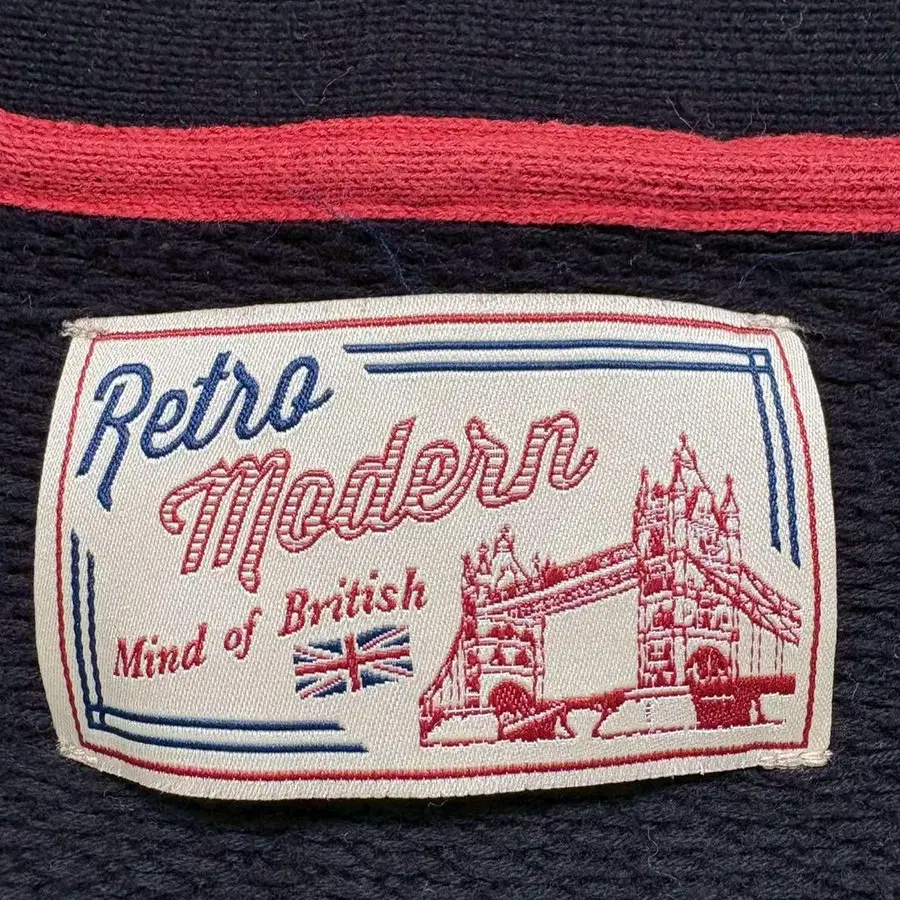 Retro
Modern
Mind of British